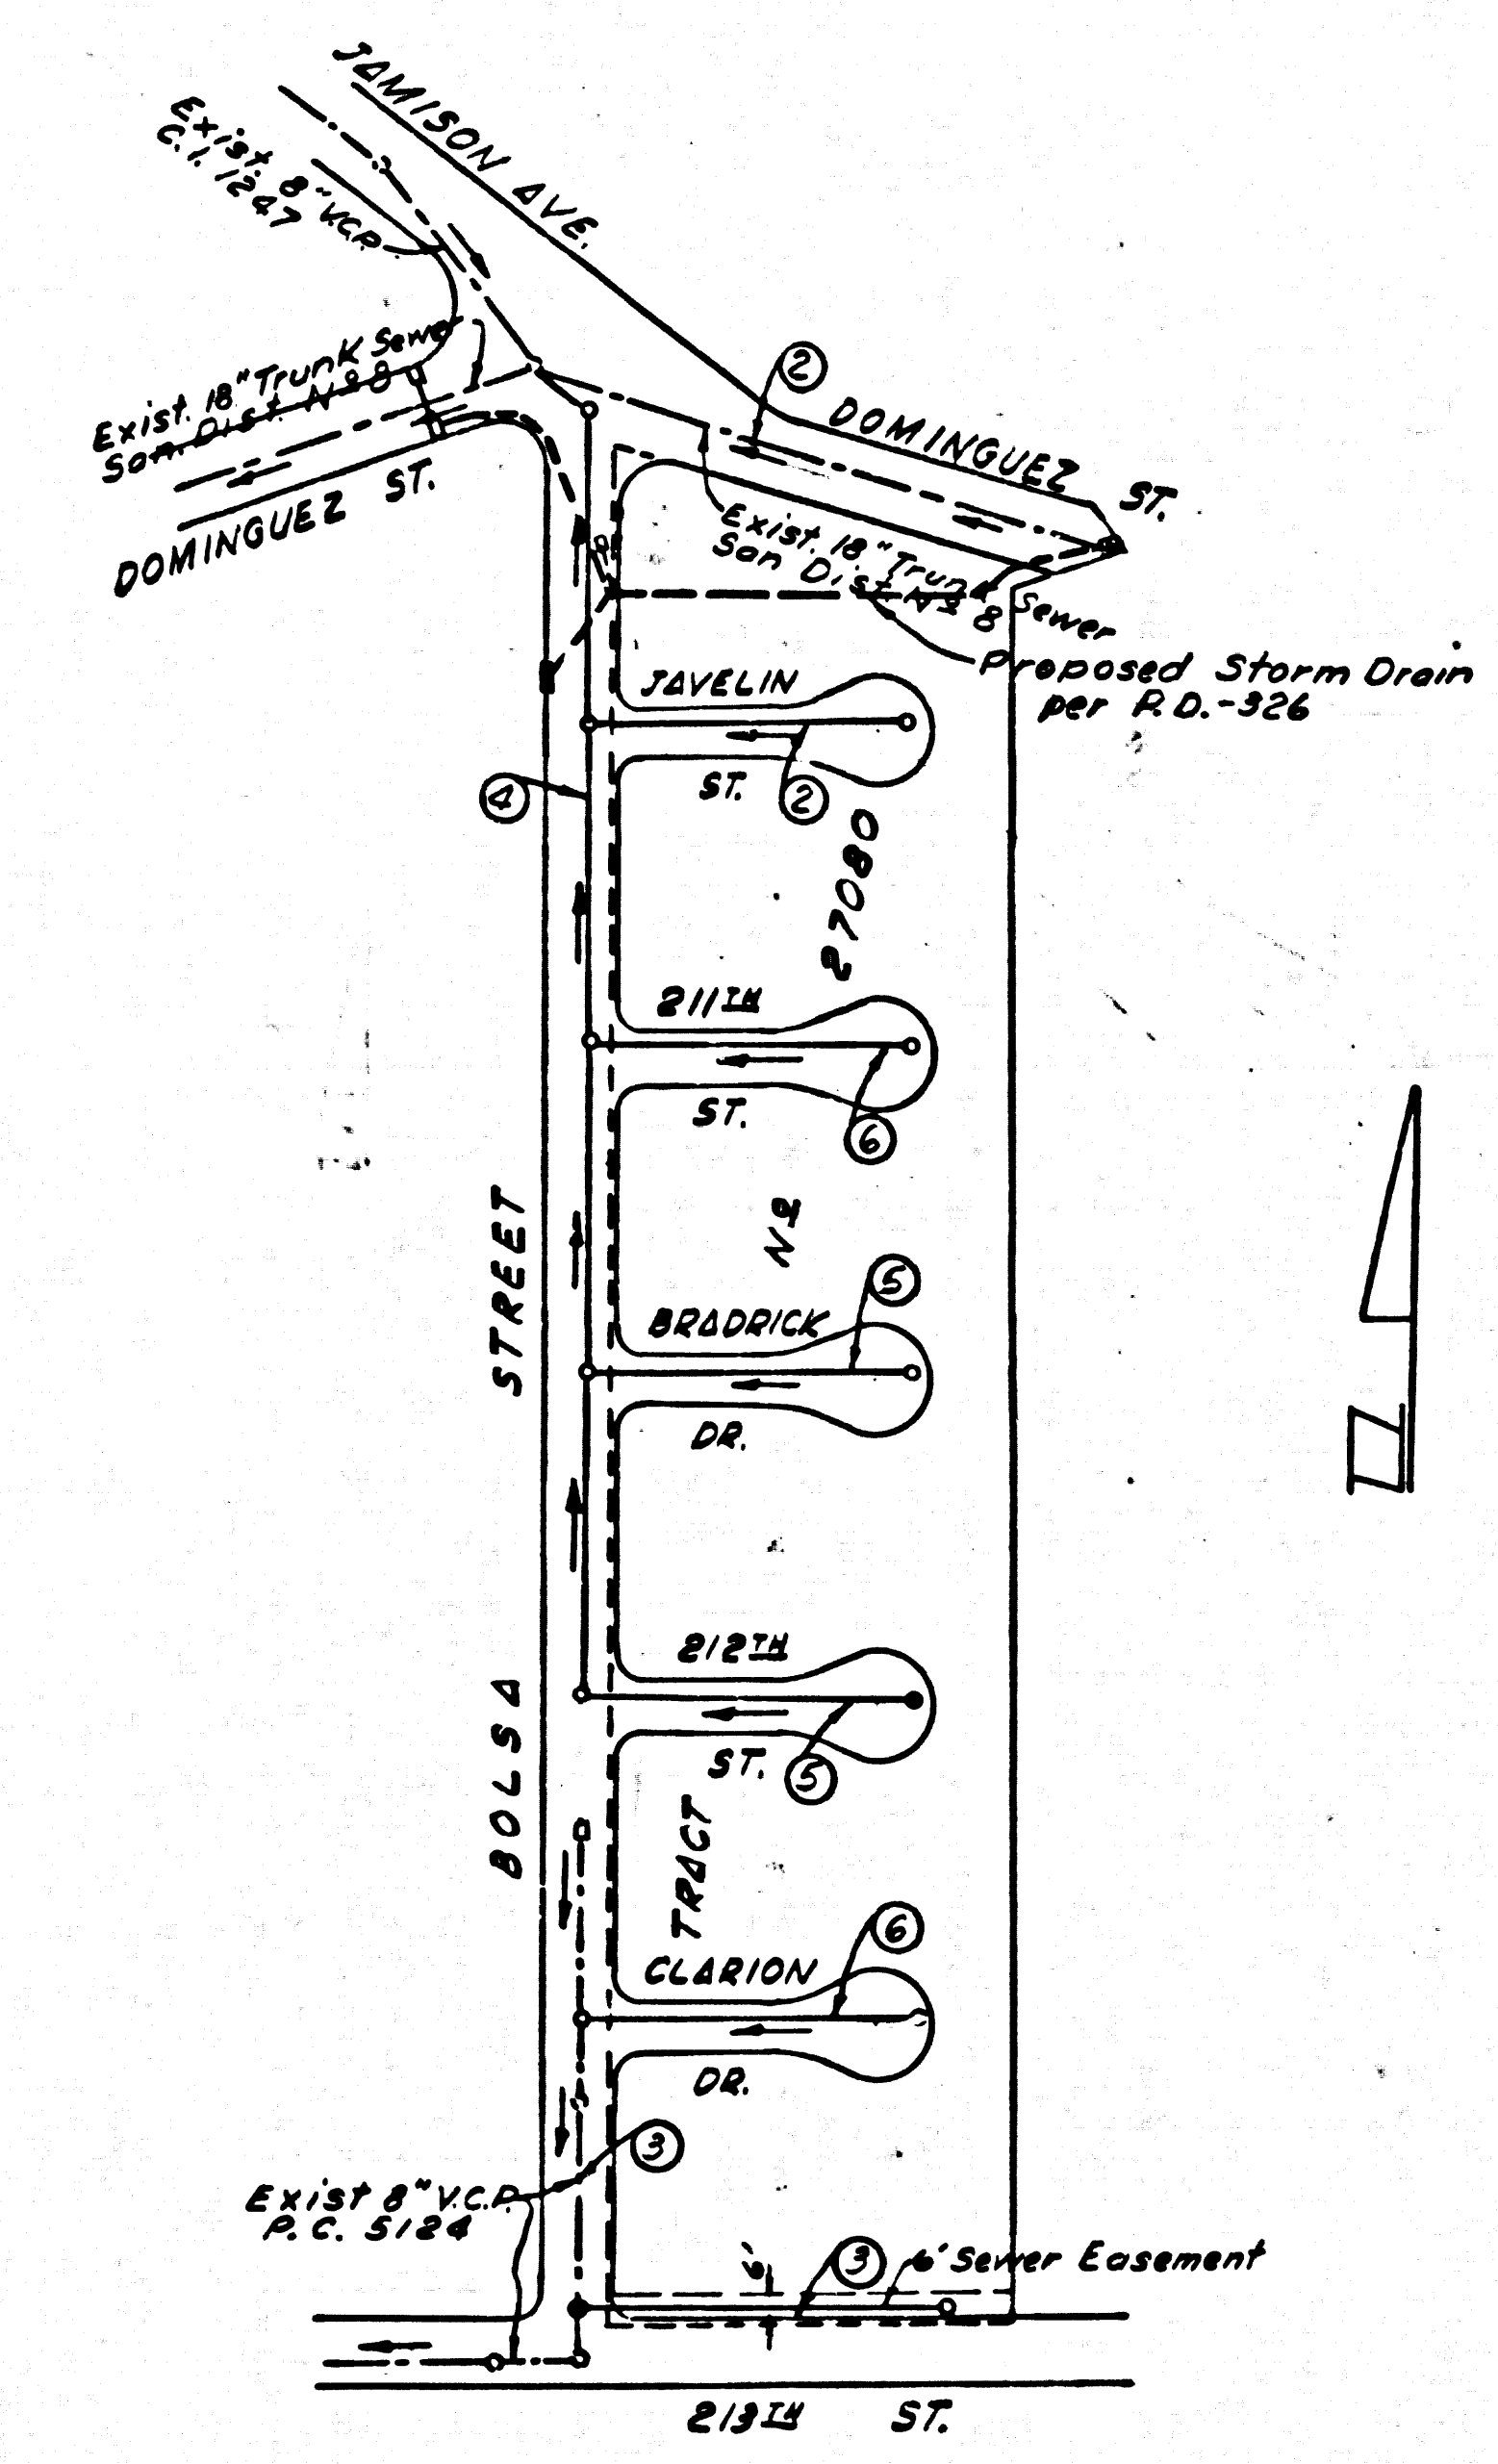 JAMISON AVE.
Exist. 8" V.C.P.
C.I. 1247
Exist. 18" Trunk Sewer
San. Dist. Nº 8
DOMINGUEZ ST.
2
DOMINGUEZ ST.
Exist. 18" Trunk Sewer
San Dist Nº 8
Proposed Storm Drain
per P.D.-326
JAVELIN
ST.
2
4
27080
211TH
ST.
6
Nº
STREET
5
BRADRICK
DR.
212TH
ST.
5
BOLSA
TRACT
6
CLARION
DR.
3
Exist 8" V.C.P.
P.C. 5124
6'
3
6' Sewer Easement
213TH ST.